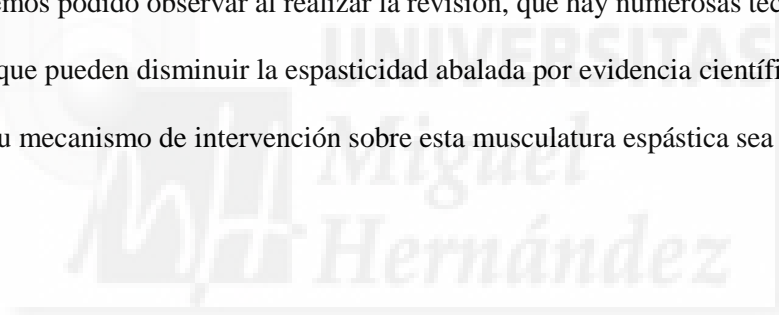 emos podido observar al realizar la revisión, que hay numerosas téc
UNIVERSITAS
que pueden disminuir la espasticidad abalada por evidencia científi
u mecanismo de intervención sobre esta musculatura espástica sea
Miguel
Hernández